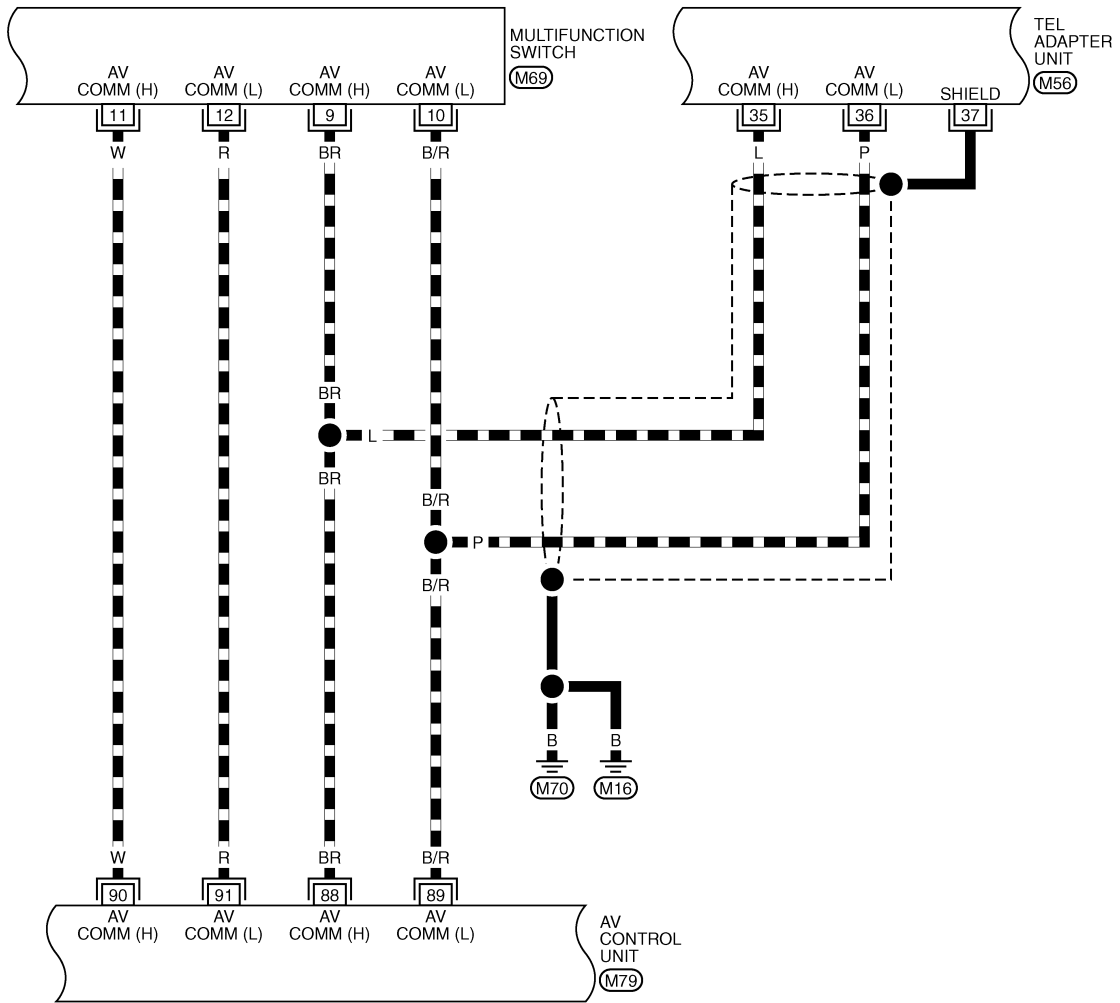 MULTIFUNCTION
SWITCH
M69
AV
COMM (H)
AV
COMM (L)
AV
COMM (H)
AV
COMM (L)
11
12
9
10
W
R
BR
B/R
TEL
ADAPTER
UNIT
M56
AV
COMM (H)
AV
COMM (L)
SHIELD
35
36
37
L
P
BR
L
BR
B/R
P
B/R
B
B
M70
M16
W
R
BR
B/R
90
91
88
89
AV
COMM (H)
AV
COMM (L)
AV
COMM (H)
AV
COMM (L)
AV
CONTROL
UNIT
M79